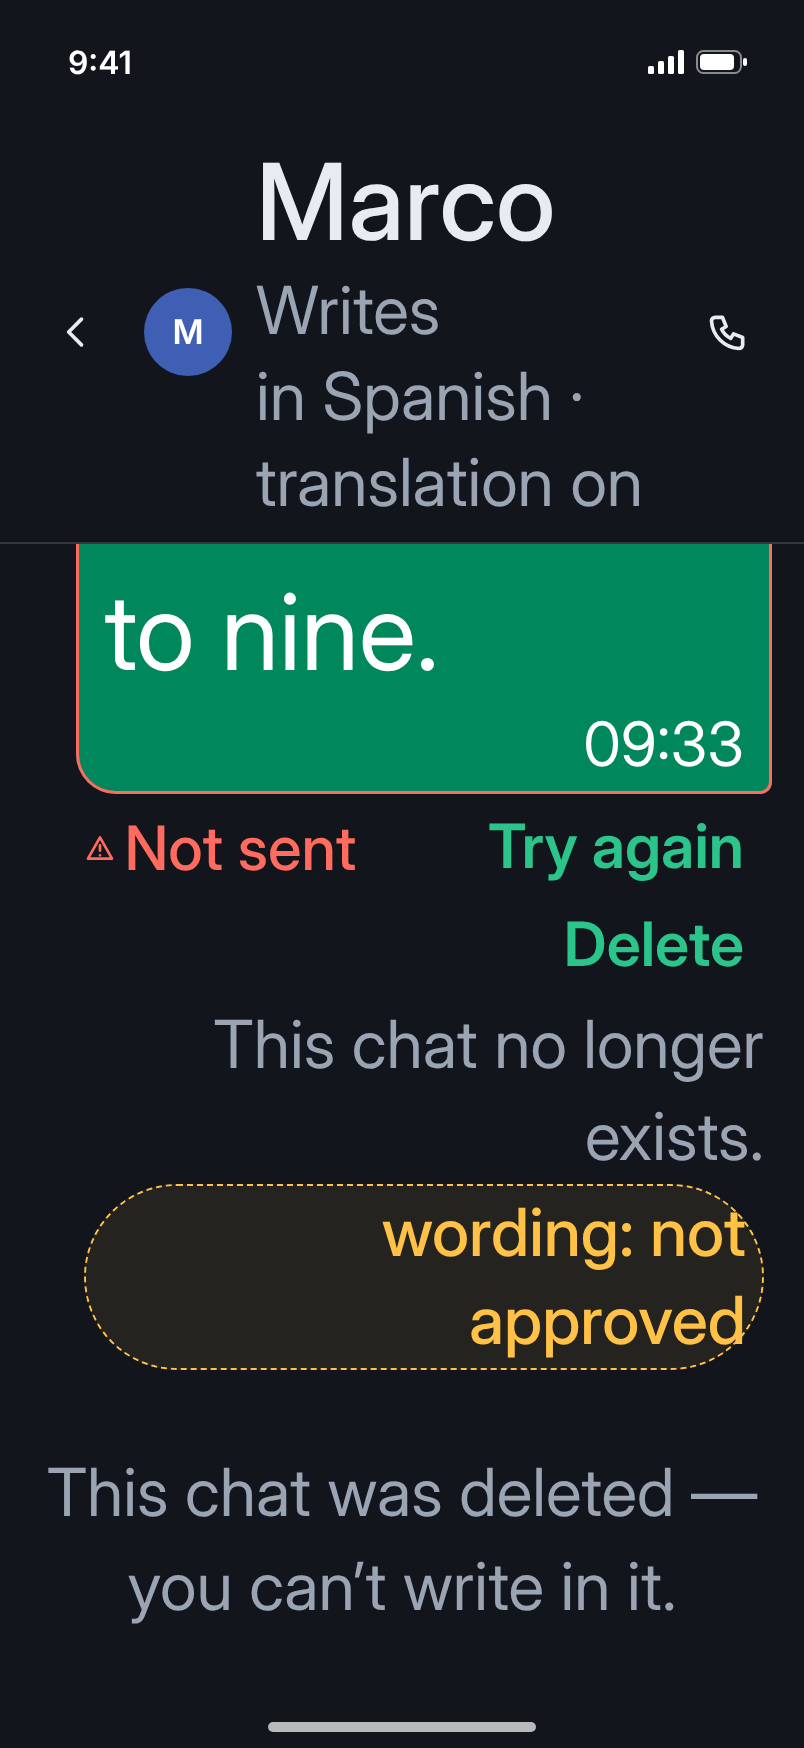 9:41
Marco
M
Writes
in Spanish ·
translation on
to nine.
09:33
Not sent
Try again
Delete
This chat no longer
exists.
wording: not
approved
This chat was deleted —
you can’t write in it.